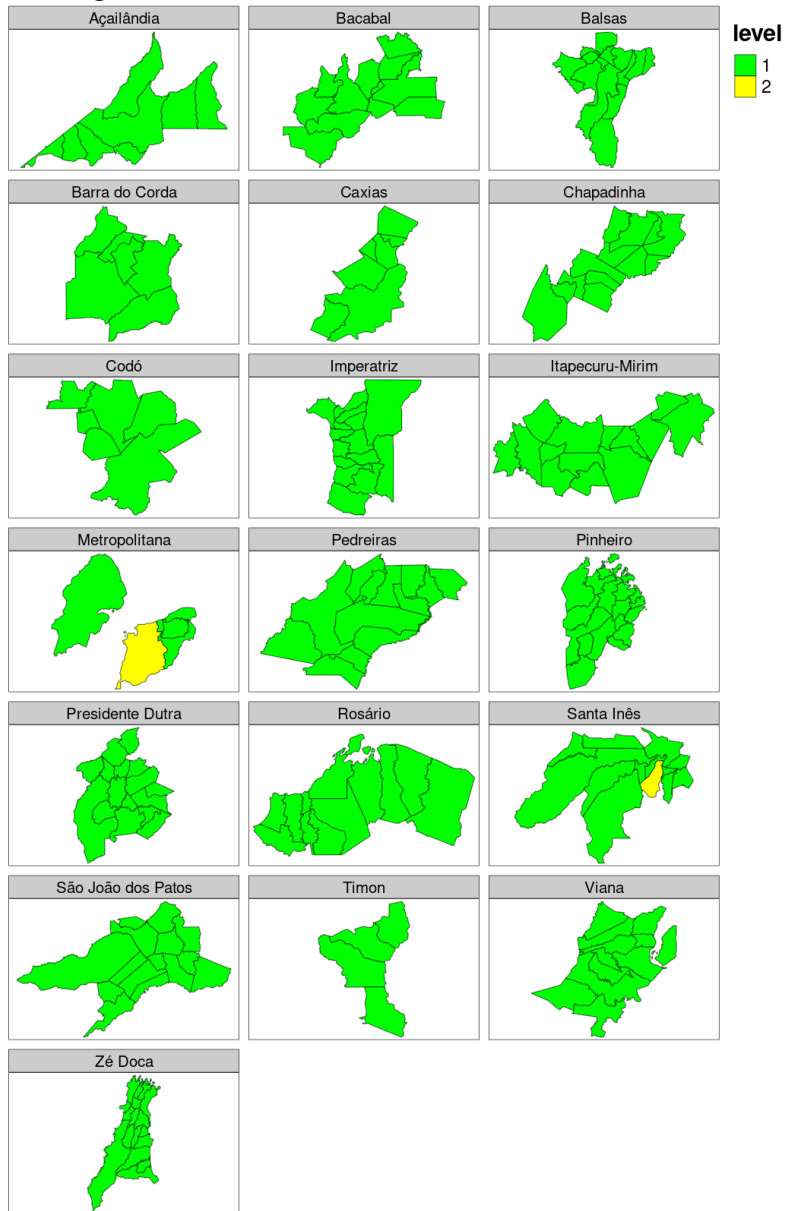 Açailândia
Bacabal
Balsas
level
1
2
Barra do Corda
Caxias
Chapadinha
Codó
Imperatriz
Itapecuru-Mirim
Metropolitana
Pedreiras
Pinheiro
Presidente Dutra
Rosário
Santa Inês
São João dos Patos
Timon
Viana
Zé Doca